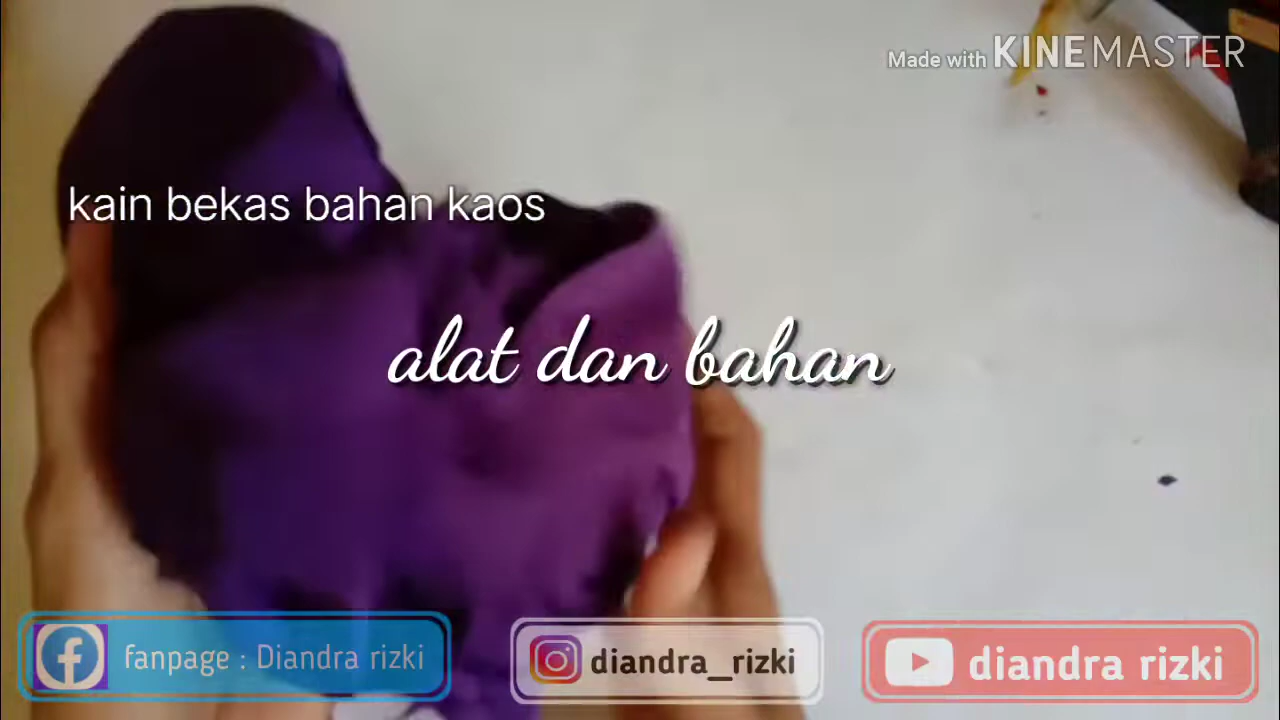 Made with KINEMASTER
kain bekas bahan kaos
alat dan bahan
fanpage : Diandra rizki
diandra_rizki
diandra rizki